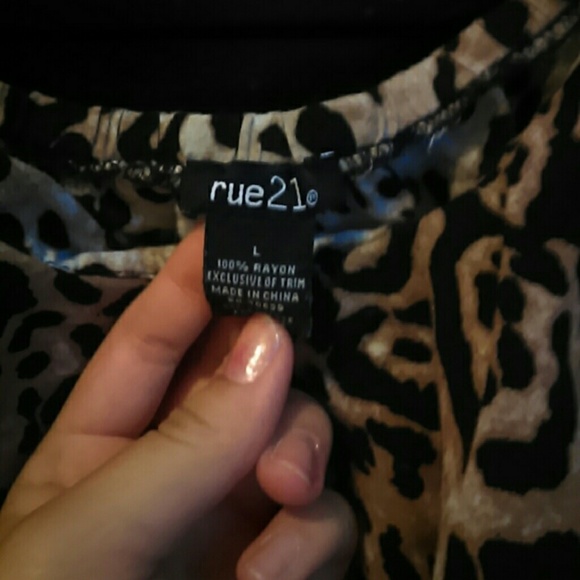 rue21®
L
100% RAYON
EXCLUSIVE OF TRIM
MADE IN CHINA